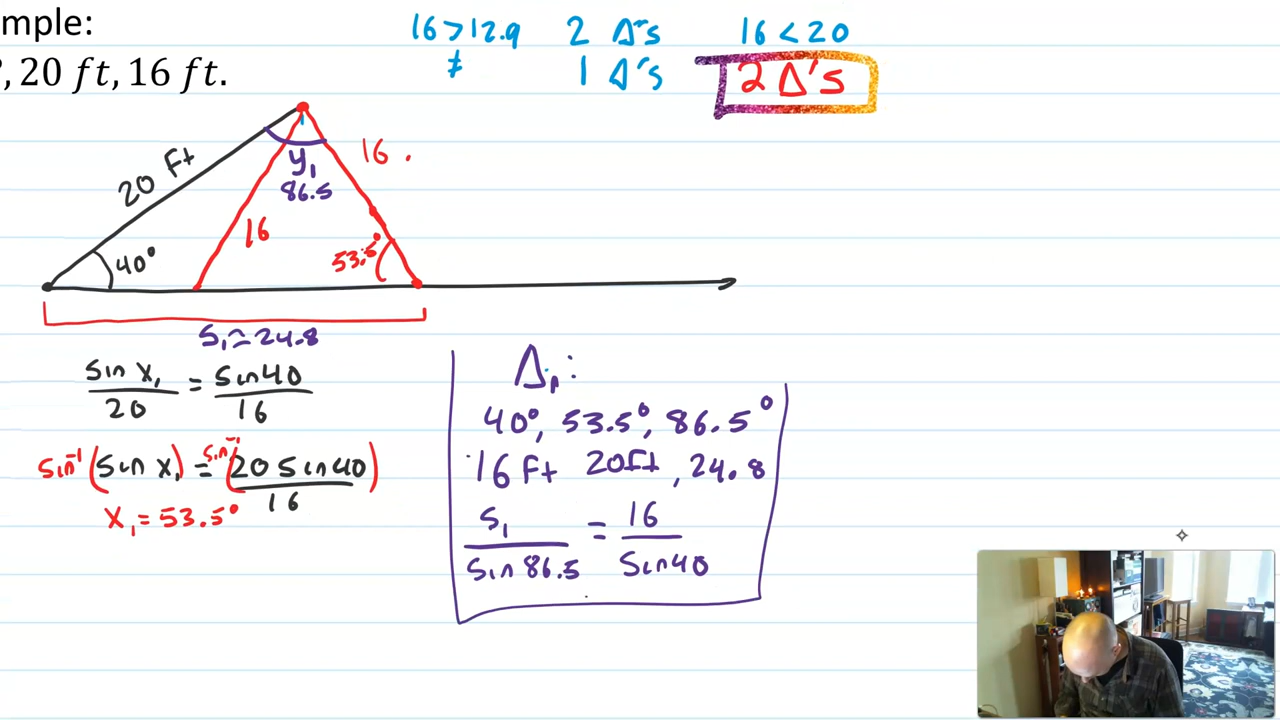 mple:
, 20 ft, 16 ft.
16 > 12.9 2 Δ's 16 < 20
≠ 1 Δ's 2 Δ's
20 Ft
16
y₁
86.5
16
40°
53.5°
S₁ ≅ 24.8
sin x₁ / 20 = sin 40 / 16
sin⁻¹ (sin x₁) = sin⁻¹ (20 sin 40 / 16)
x₁ = 53.5°
Δ₁:
40°, 53.5°, 86.5°
16 Ft 20 ft, 24.8
S₁ / sin 86.5 = 16 / sin 40